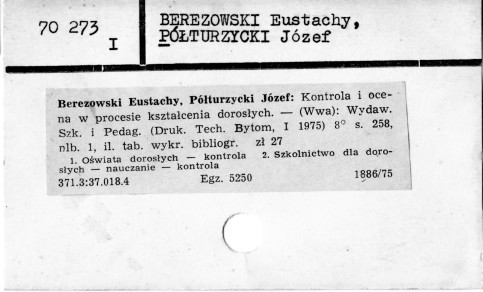 70 273
I
BEREZOWSKI Eustachy,
PÓŁTURZYCKI Józef
Berezowski Eustachy, Półturzycki Józef: Kontrola i oce-
na w procesie kształcenia dorosłych. — (Wwa): Wydaw.
Szk. i Pedag. (Druk. Tech. Bytom, I 1975) 8° s. 258,
nlb. 1, il. tab. wykr. bibliogr. zł 27
1. Oświata dorosłych — kontrola 2. Szkolnictwo dla doro-
słych — nauczanie — kontrola
371.3:37.018.4 Egz. 5250 1886/75